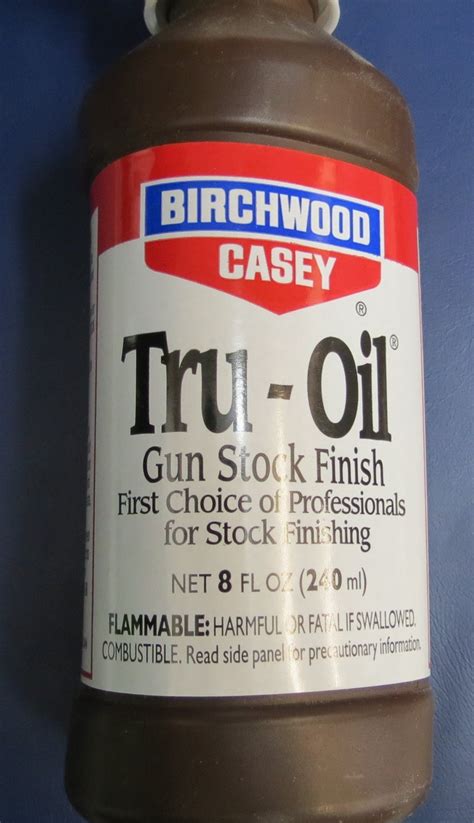 BIRCHWOOD
CASEY
®
Tru-Oil®
Gun Stock Finish
First Choice of Professionals
for Stock Finishing
NET 8 FL OZ (240 ml)
FLAMMABLE: HARMFUL OR FATAL IF SWALLOWED.
COMBUSTIBLE. Read side panel for precautionary information.